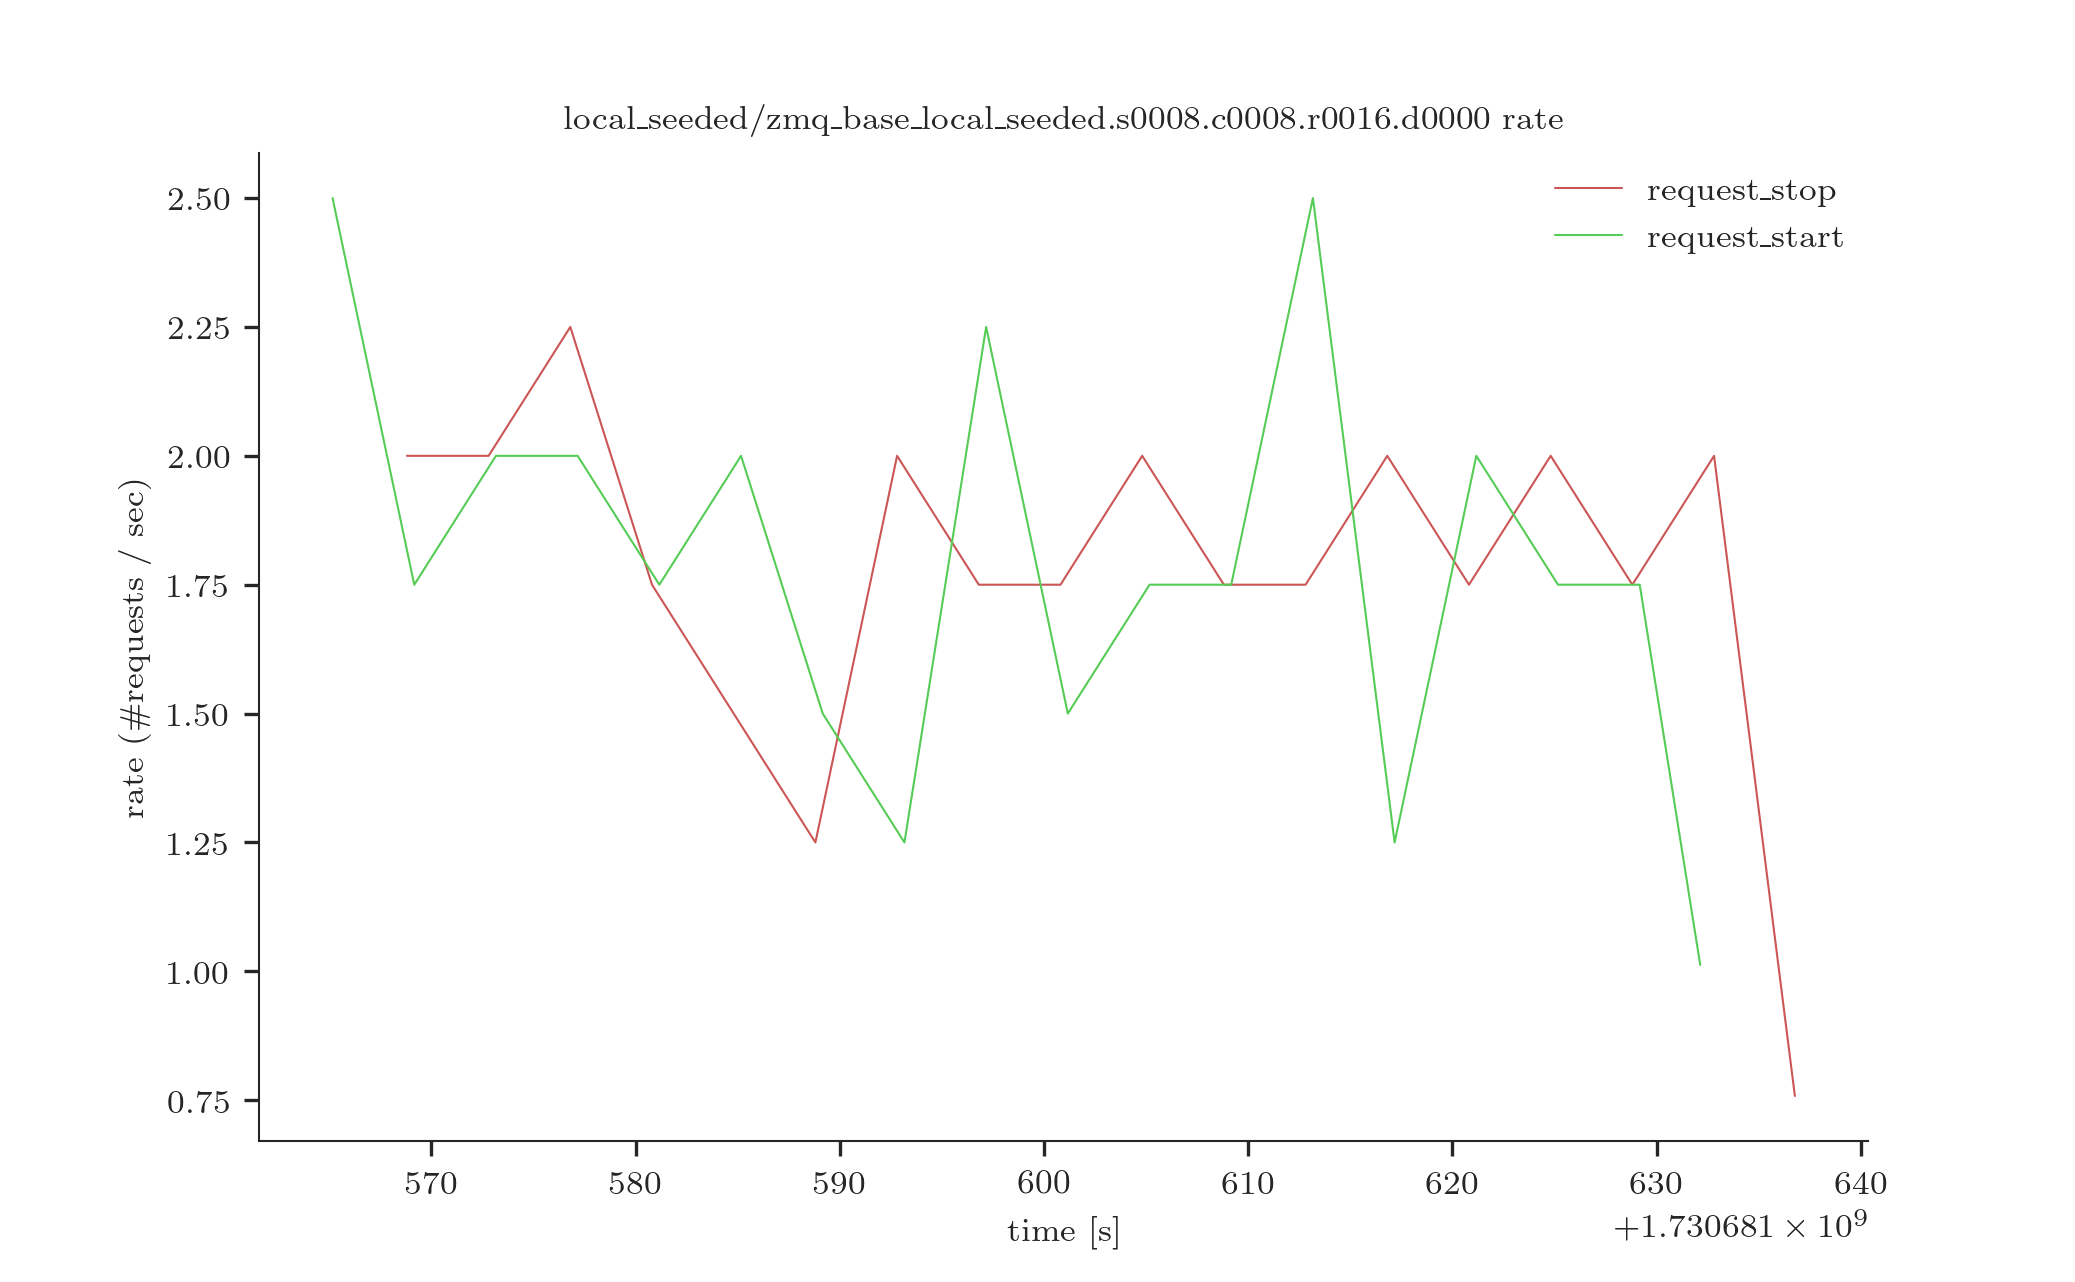 local_seeded/zmq_base_local_seeded.s0008.c0008.r0016.d0000 rate
request_stop
request_start
rate (#requests / sec)
2.50
2.25
2.00
1.75
1.50
1.25
1.00
0.75
570 580 590 600 610 620 630 640
time [s]
+1.730681 × 10⁹